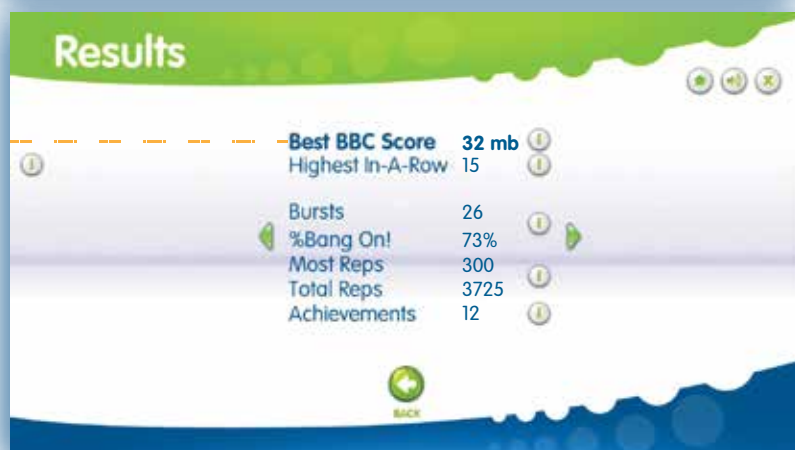 Results
Best BBC Score 32 mb
Highest In-A-Row 15
Bursts 26
%Bang On! 73%
Most Reps 300
Total Reps 3725
Achievements 12
BACK